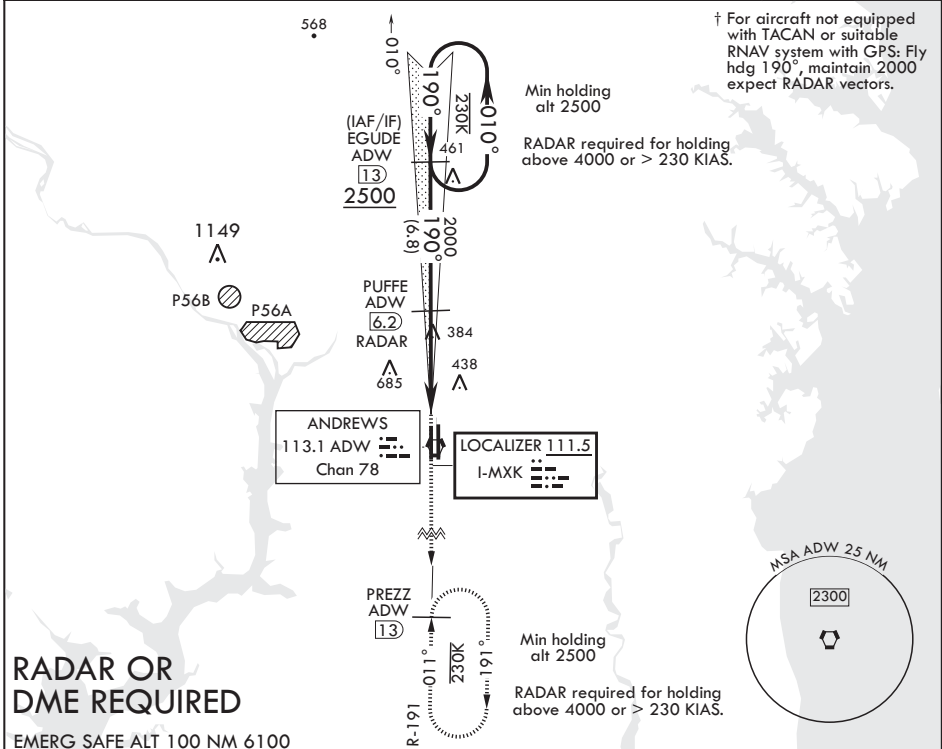 568
† For aircraft not equipped
with TACAN or suitable
RNAV system with GPS: Fly
hdg 190°, maintain 2000
expect RADAR vectors.
010°
190°
230K
010°
Min holding
alt 2500
RADAR required for holding
above 4000 or > 230 KIAS.
(IAF/IF)
EGUDE
ADW
13
2500
461
2000
190°
(6.8)
1149
P56B
P56A
PUFFE
ADW
6.2
RADAR
384
685
438
ANDREWS
113.1 ADW
Chan 78
LOCALIZER 111.5
I-MXK
PREZZ
ADW
13
011°
230K
191°
R-191
Min holding
alt 2500
RADAR required for holding
above 4000 or > 230 KIAS.
MSA ADW 25 NM
2300
RADAR OR
DME REQUIRED
EMERG SAFE ALT 100 NM 6100